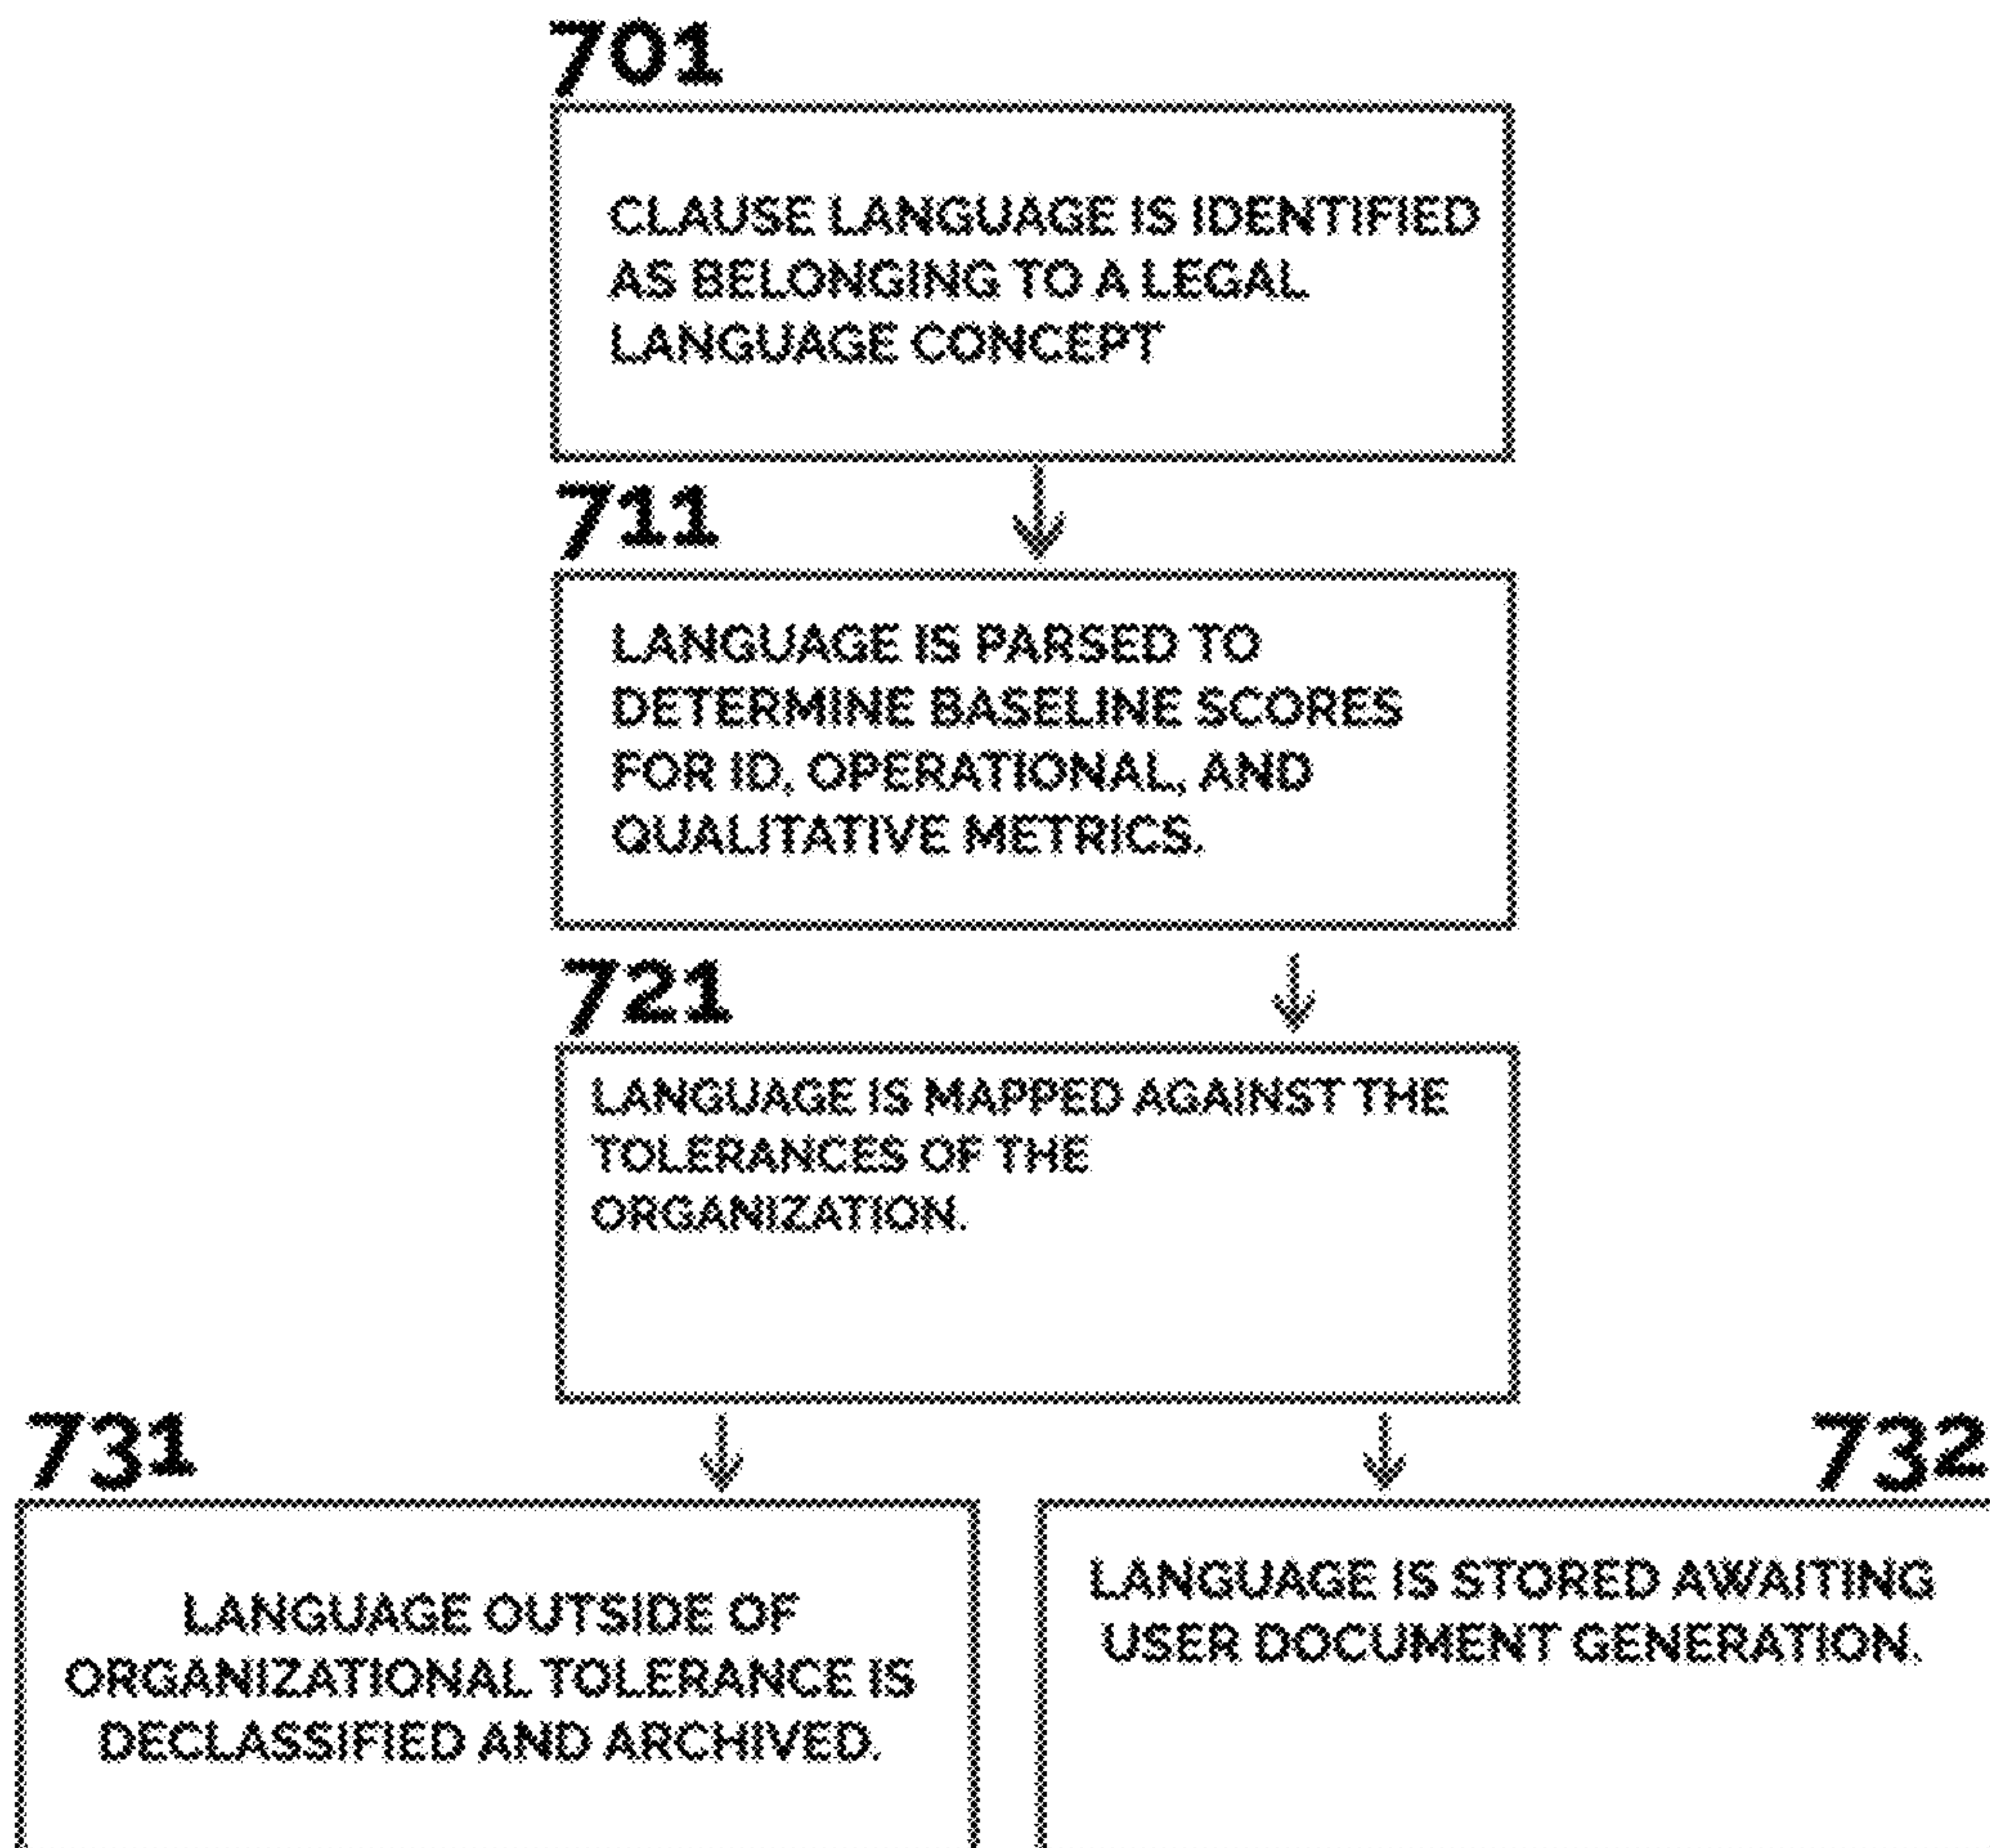 701
CLAUSE LANGUAGE IS IDENTIFIED
AS BELONGING TO A LEGAL
LANGUAGE CONCEPT
711
LANGUAGE IS PARSED TO
DETERMINE BASELINE SCORES
FOR ID, OPERATIONAL, AND
QUALITATIVE METRICS.
721
LANGUAGE IS MAPPED AGAINST THE
TOLERANCES OF THE
ORGANIZATION.
731
LANGUAGE OUTSIDE OF
ORGANIZATIONAL TOLERANCE IS
DECLASSIFIED AND ARCHIVED.
732
LANGUAGE IS STORED AWAITING
USER DOCUMENT GENERATION.